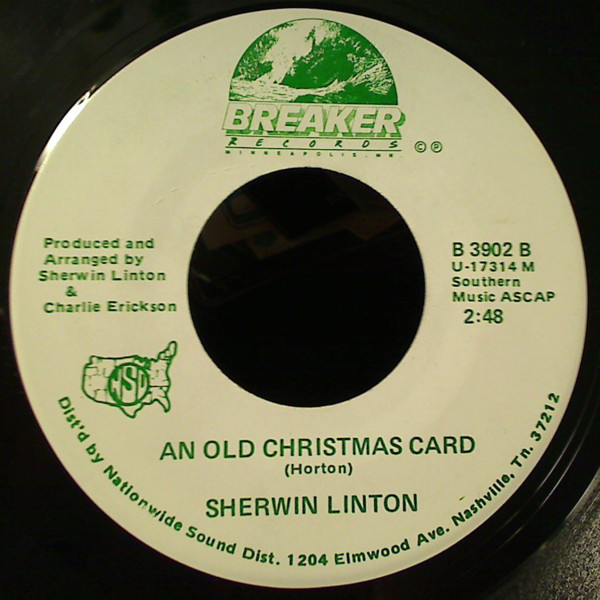 BREAKER
RECORDS
MINNEAPOLIS, MN.
© ℗
Produced and
Arranged by
Sherwin Linton
&
Charlie Erickson
B 3902 B
U-17314 M
Southern
Music ASCAP
2:48
NSD
AN OLD CHRISTMAS CARD
(Horton)
SHERWIN LINTON
Dist'd by Nationwide Sound Dist. 1204 Elmwood Ave. Nashville, Tn. 37212